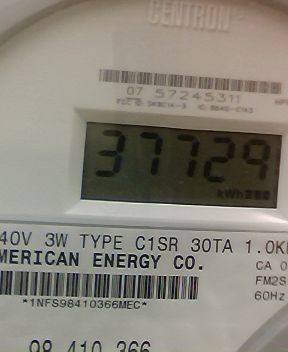 CENTRON
07 57245311
37729
kWh
40V 3W TYPE C1SR 30TA 1.0K
MERICAN ENERGY CO.
CA 0
FM2S
*1NFS98410366MEC*
60Hz
98 410 366